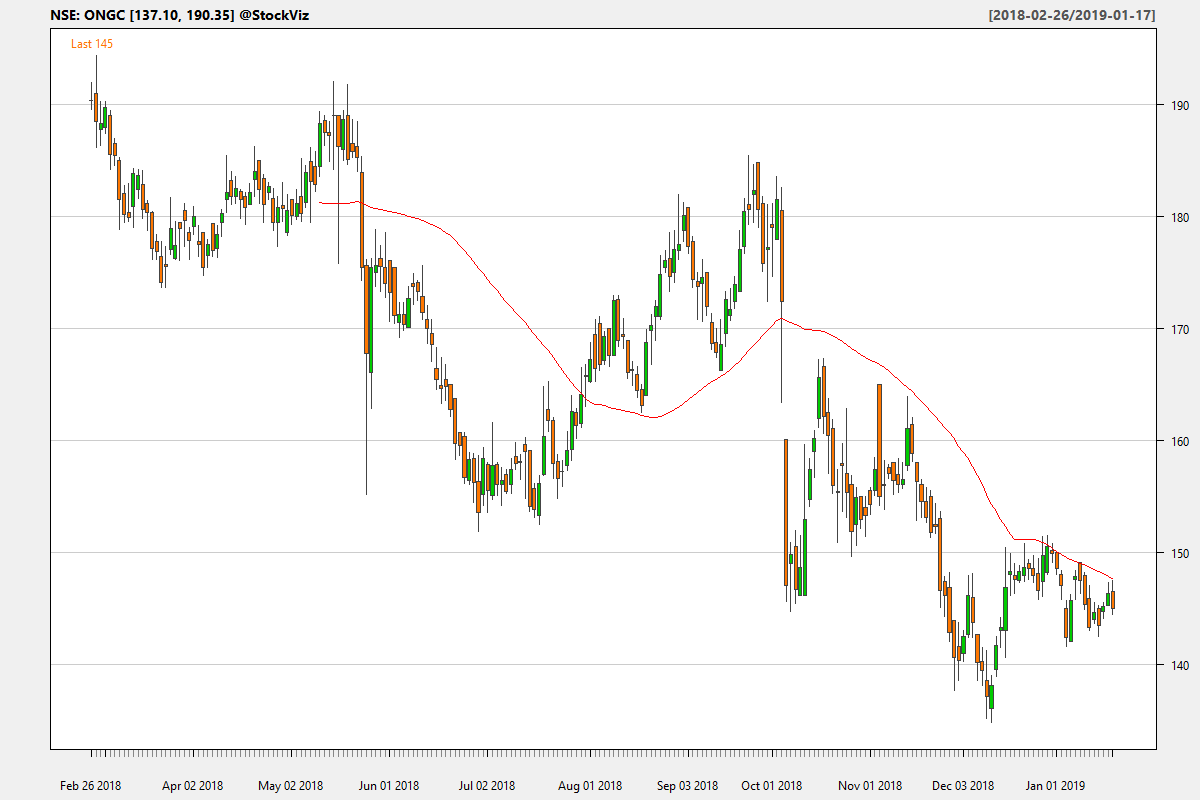 NSE: ONGC [137.10, 190.35] @StockViz [2018-02-26/2019-01-17]
Last 145
190
180
170
160
150
140
Feb 26 2018 Apr 02 2018 May 02 2018 Jun 01 2018 Jul 02 2018 Aug 01 2018 Sep 03 2018 Oct 01 2018 Nov 01 2018 Dec 03 2018 Jan 01 2019